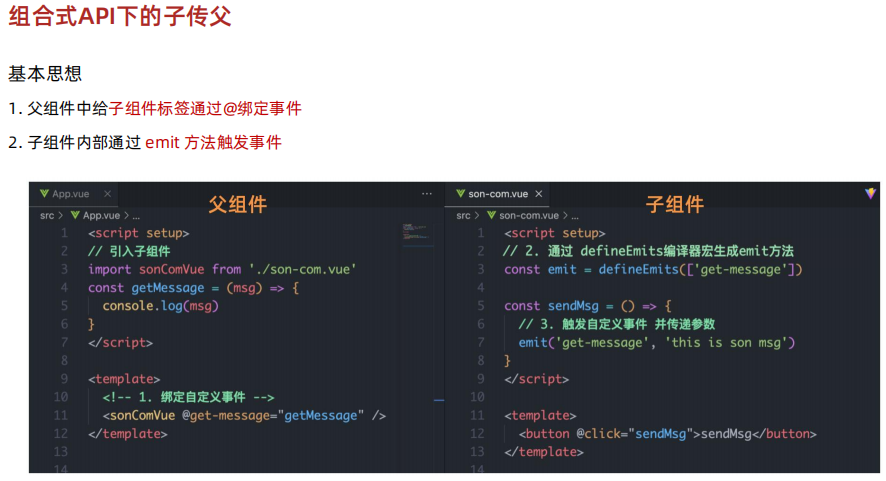 组合式API下的子传父
基本思想
1. 父组件中给子组件标签通过@绑定事件
2. 子组件内部通过 emit 方法触发事件
App.vue × ···
父组件
src > App.vue > ...
1 <script setup>
2 // 引入子组件
3 import sonComVue from './son-com.vue'
4 const getMessage = (msg) => {
5 console.log(msg)
6 }
7 </script>
8
9 <template>
10 <!-- 1. 绑定自定义事件 -->
11 <sonComVue @get-message="getMessage" />
12 </template>
13
14
son-com.vue ×
子组件
src > son-com.vue > ...
1 <script setup>
2 // 2. 通过 defineEmits编译器宏生成emit方法
3 const emit = defineEmits(['get-message'])
4
5 const sendMsg = () => {
6 // 3. 触发自定义事件 并传递参数
7 emit('get-message', 'this is son msg')
8 }
9 </script>
10
11 <template>
12 <button @click="sendMsg">sendMsg</button>
13 </template>
14